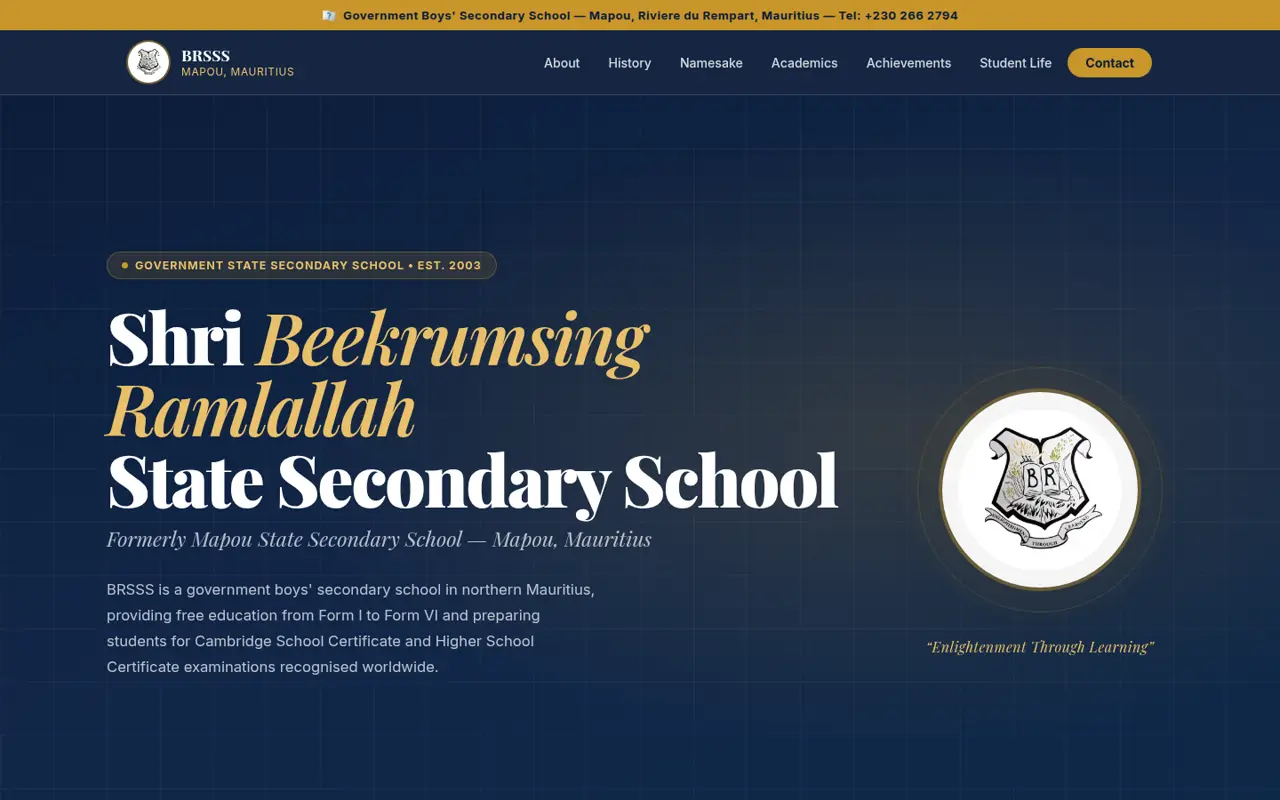 Government Boys' Secondary School — Mapou, Riviere du Rempart, Mauritius — Tel: +230 266 2794
BRSSS
MAPOU, MAURITIUS
About History Namesake Academics Achievements Student Life Contact
GOVERNMENT STATE SECONDARY SCHOOL • EST. 2003
Shri Beekrumsing
Ramlallah
State Secondary School
Formerly Mapou State Secondary School — Mapou, Mauritius
BRSSS is a government boys' secondary school in northern Mauritius,
providing free education from Form I to Form VI and preparing
students for Cambridge School Certificate and Higher School
Certificate examinations recognised worldwide.
BR
ENLIGHTENMENT THROUGH LEARNING
“Enlightenment Through Learning”